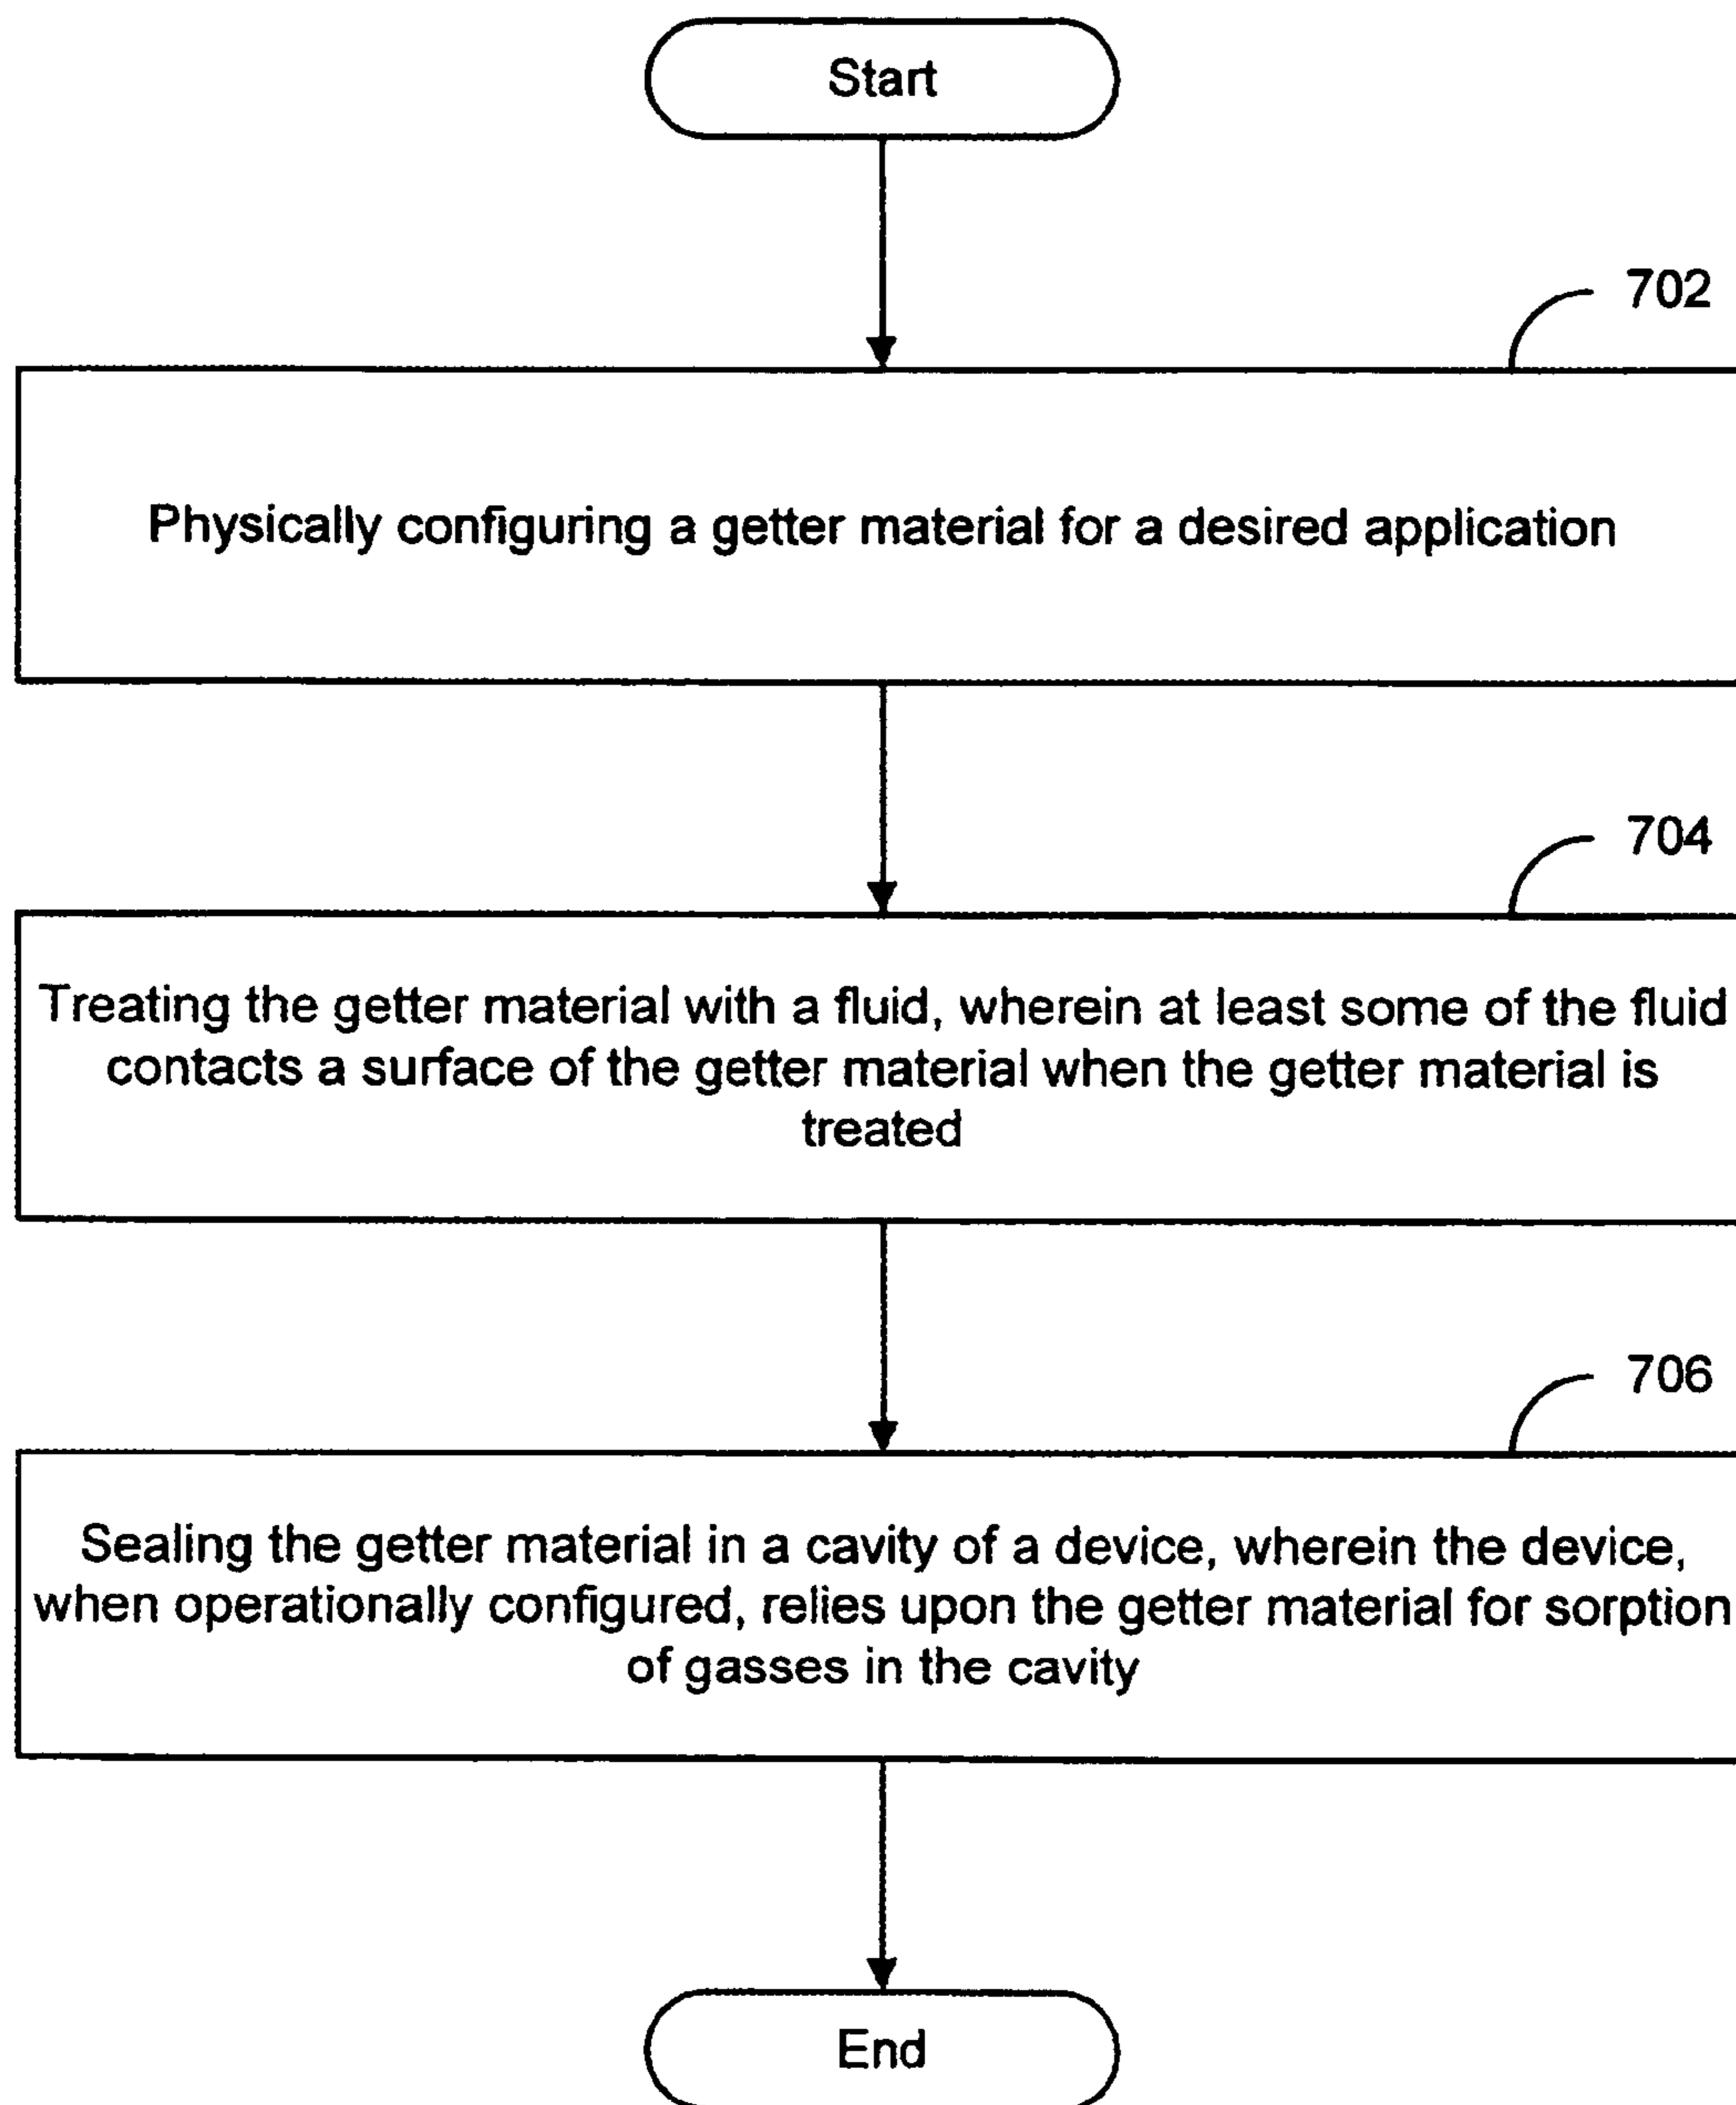 Start
702
Physically configuring a getter material for a desired application
704
Treating the getter material with a fluid, wherein at least some of the fluid
contacts a surface of the getter material when the getter material is
treated
706
Sealing the getter material in a cavity of a device, wherein the device,
when operationally configured, relies upon the getter material for sorption
of gasses in the cavity
End